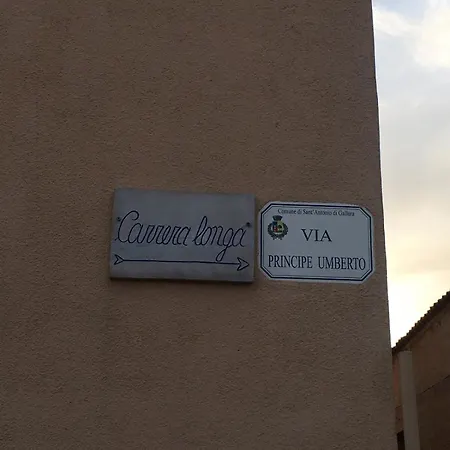 Carrera longa
Comune di Sant'Antonio di Gallura
VIA
PRINCIPE UMBERTO